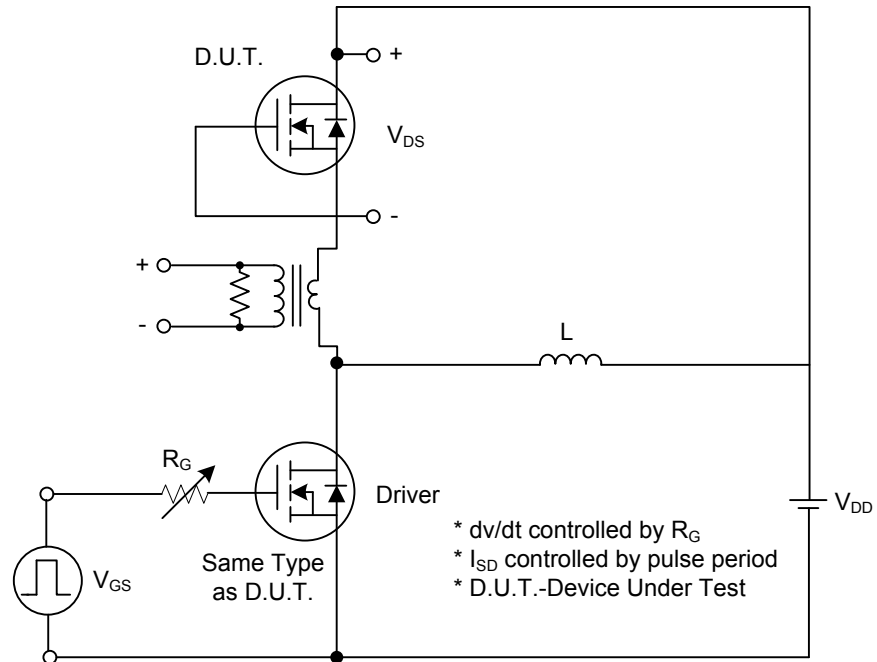 D.U.T.
+
V_DS
-
+
-
L
R_G
Driver
V_DD
V_GS
Same Type
as D.U.T.
* dv/dt controlled by R_G
* I_SD controlled by pulse period
* D.U.T.-Device Under Test